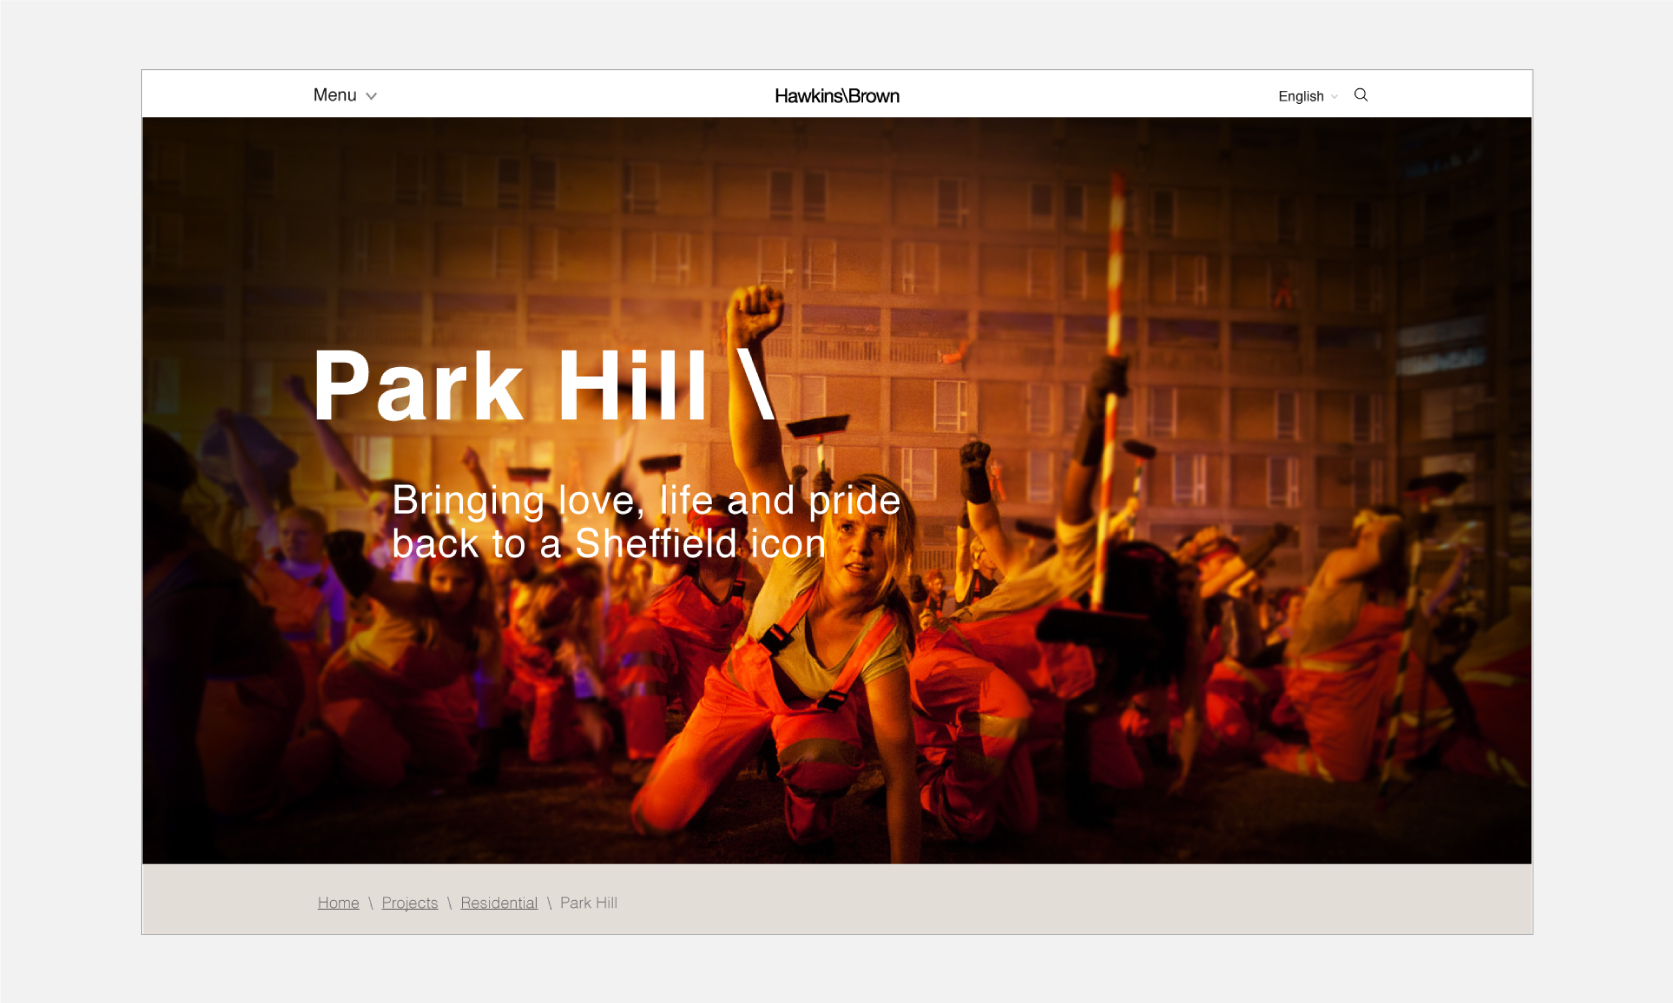 Menu
Hawkins\Brown
English
Park Hill \
Bringing love, life and pride
back to a Sheffield icon
Home \ Projects \ Residential \ Park Hill